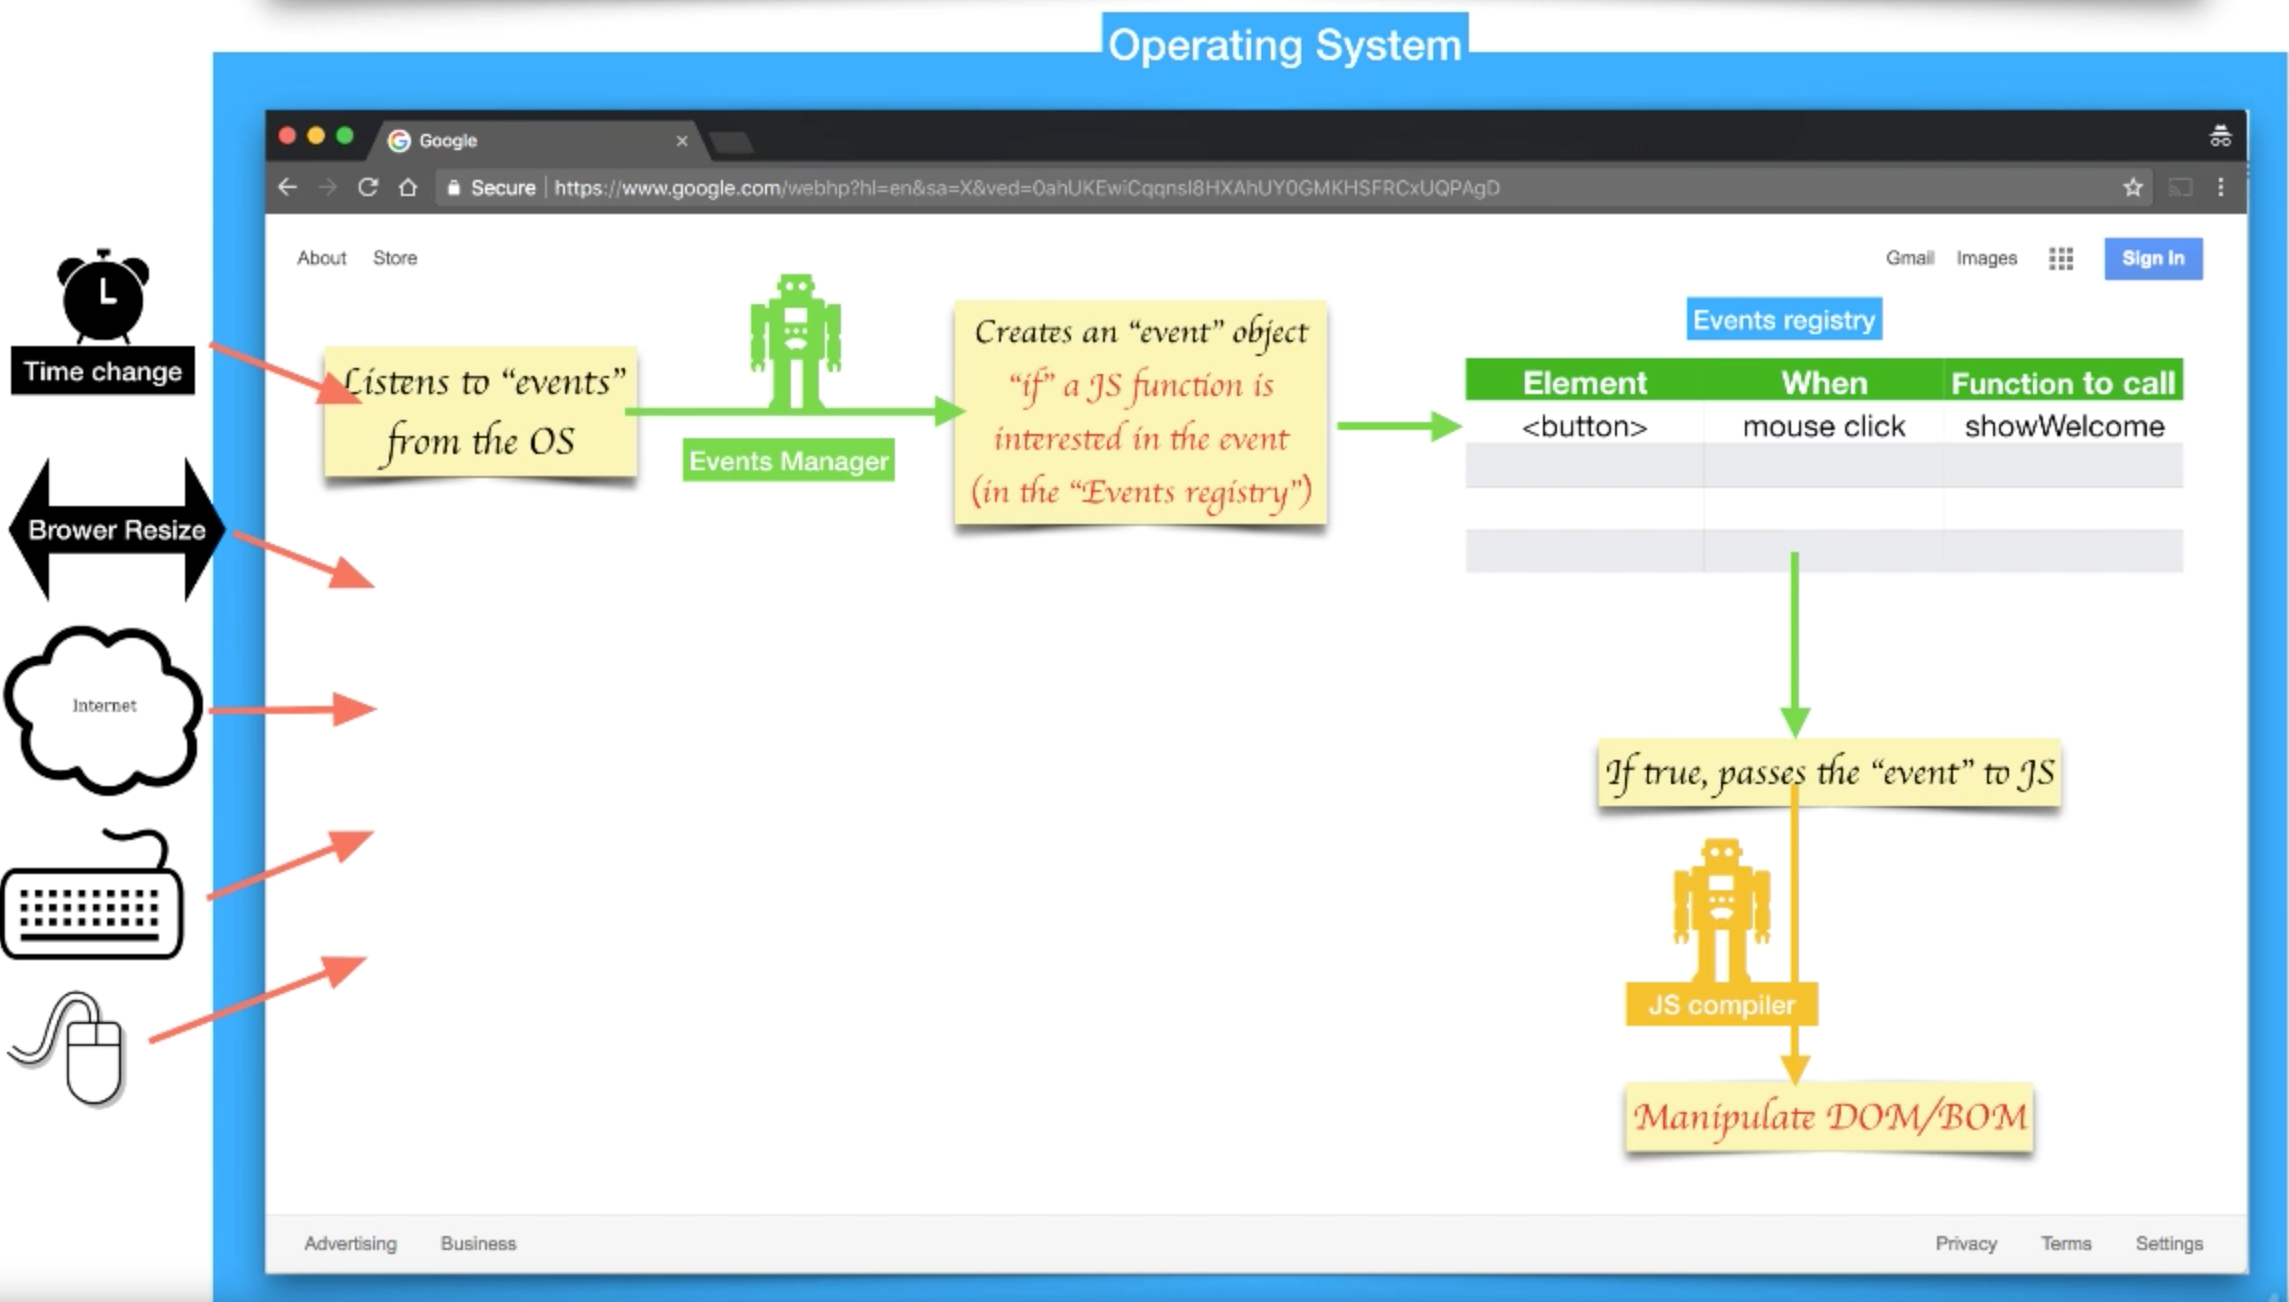 Operating System
Google
Secure https://www.google.com/webhp?hl=en&sa=X&ved=0ahUKEwiCqqnsl8HXAhUY0GMKHSFRCxUQPAgD
About Store
Gmail Images Sign In
Time change
Brower Resize
Internet
Listens to “events”
from the OS
Events Manager
Creates an “event” object
“if” a JS function is
interested in the event
(in the “Events registry”)
Events registry
Element When Function to call
<button> mouse click showWelcome
If true, passes the “event” to JS
JS compiler
Manipulate DOM/BOM
Advertising Business
Privacy Terms Settings